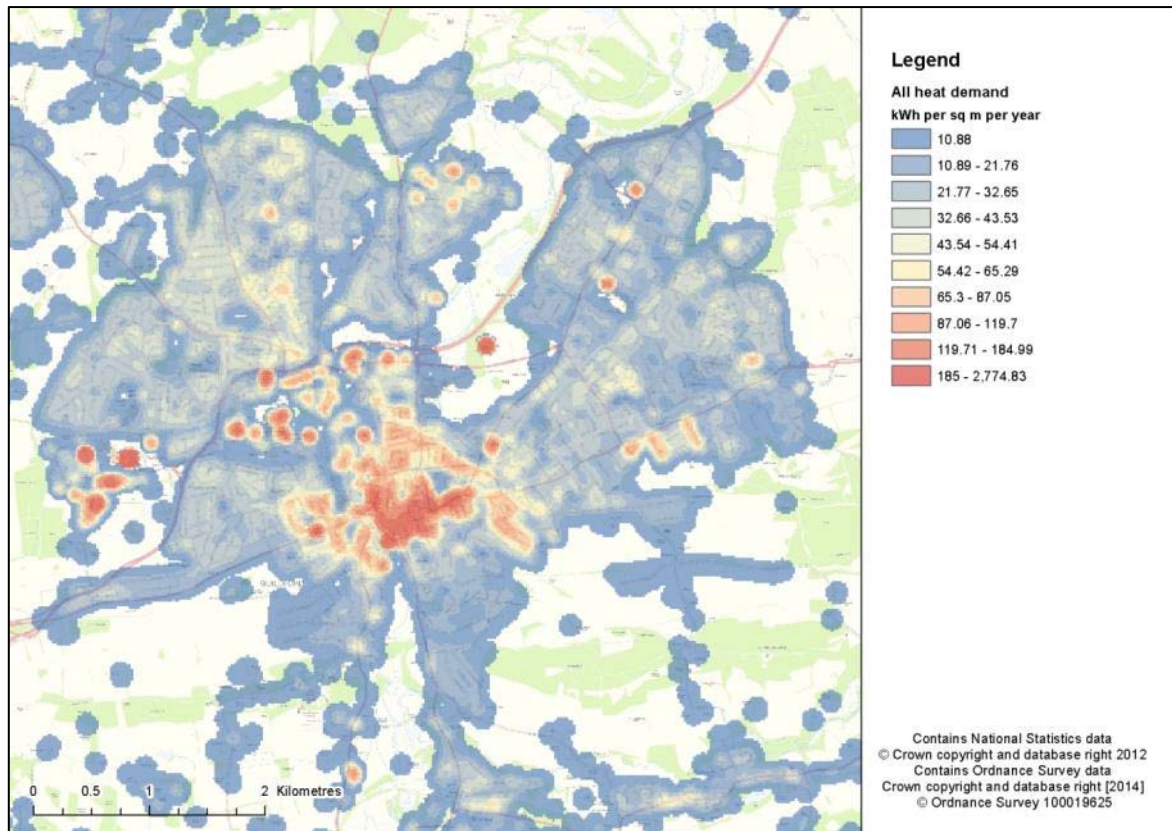 Legend
All heat demand
kWh per sq m per year
10.88
10.89 - 21.76
21.77 - 32.65
32.66 - 43.53
43.54 - 54.41
54.42 - 65.29
65.3 - 87.05
87.06 - 119.7
119.71 - 184.99
185 - 2,774.83
GUILDFORD
0 0.5 1 2 Kilometres
Contains National Statistics data
© Crown copyright and database right 2012
Contains Ordnance Survey data
Crown copyright and database right [2014]
© Ordnance Survey 100019625